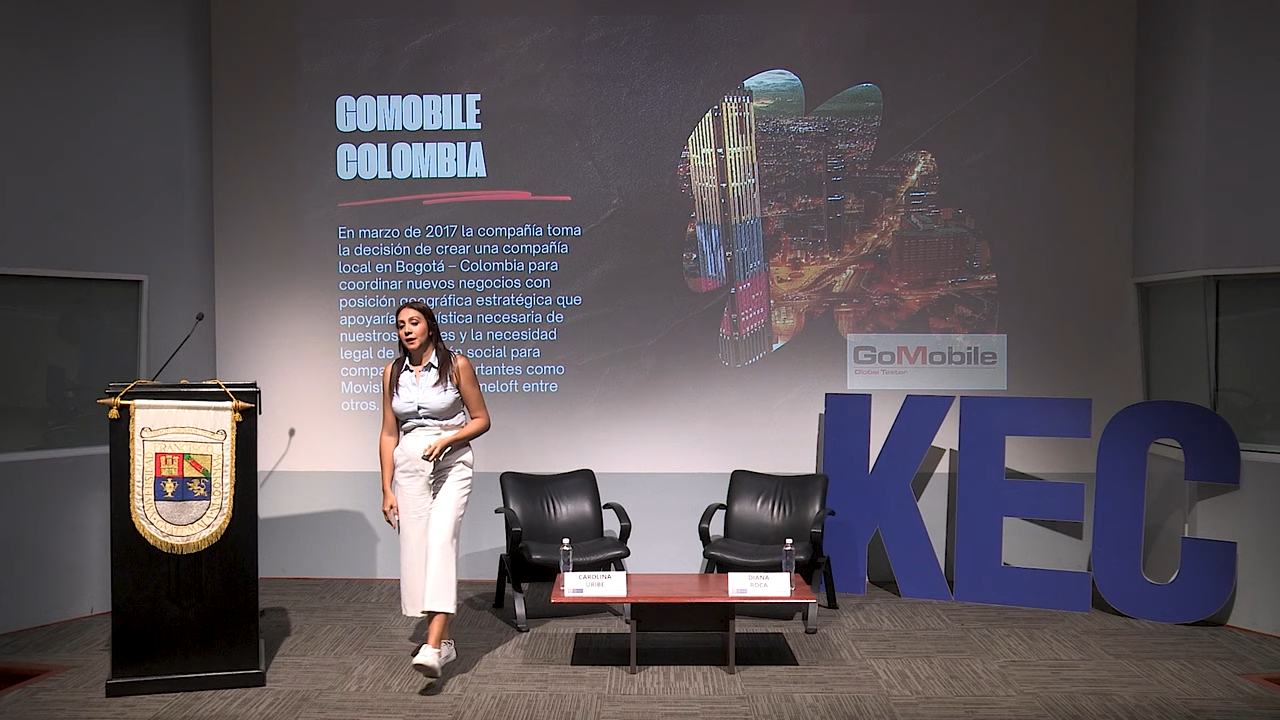 GOMOBILE
COLOMBIA
En marzo de 2017 la compañía toma
la decisión de crear una compañía
local en Bogotá – Colombia para
coordinar nuevos negocios con
posición geográfica estratégica que
necesaria de
y la necesidad
legal de social para
como
entre
otros.
GoMobile
Global Tester
KEC
CAROLINA
URIBE
DIANA
ROCA